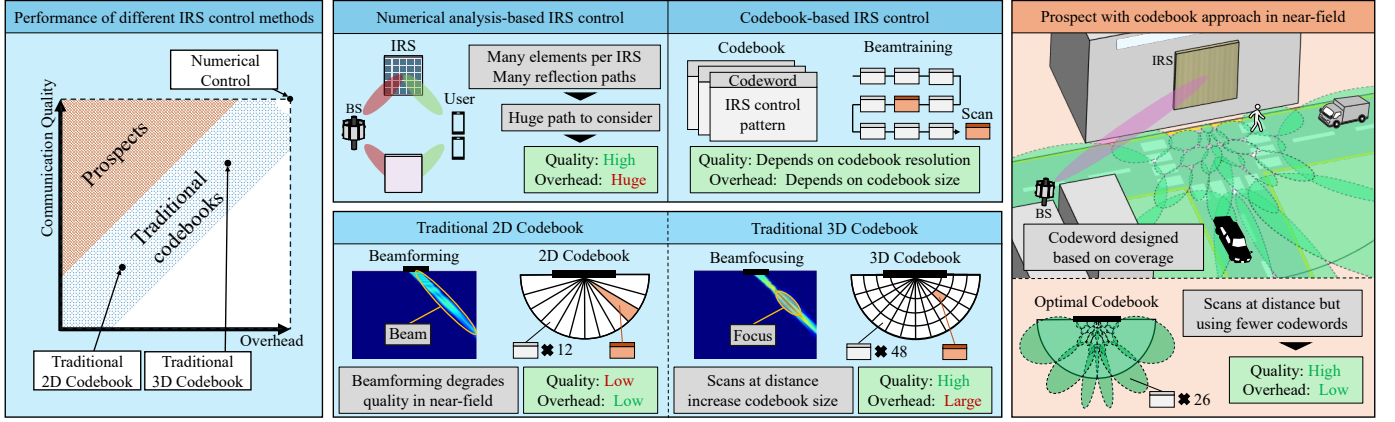 Performance of different IRS control methods
Numerical
Control
Communication Quality
Prospects
Traditional
codebooks
Overhead
Traditional
2D Codebook
Traditional
3D Codebook
Numerical analysis-based IRS control
IRS
BS
User
Many elements per IRS
Many reflection paths
Huge path to consider
Quality: High
Overhead: Huge
Codebook-based IRS control
Codebook
Codeword
IRS control
pattern
Beamtraining
Scan
Quality: Depends on codebook resolution
Overhead: Depends on codebook size
Traditional 2D Codebook
Beamforming
Beam
2D Codebook
✖ 12
Beamforming degrades
quality in near-field
Quality: Low
Overhead: Low
Traditional 3D Codebook
Beamfocusing
Focus
3D Codebook
✖ 48
Scans at distance
increase codebook size
Quality: High
Overhead: Large
Prospect with codebook approach in near-field
IRS
BS
Codeword designed
based on coverage
Optimal Codebook
✖ 26
Scans at distance but
using fewer codewords
Quality: High
Overhead: Low